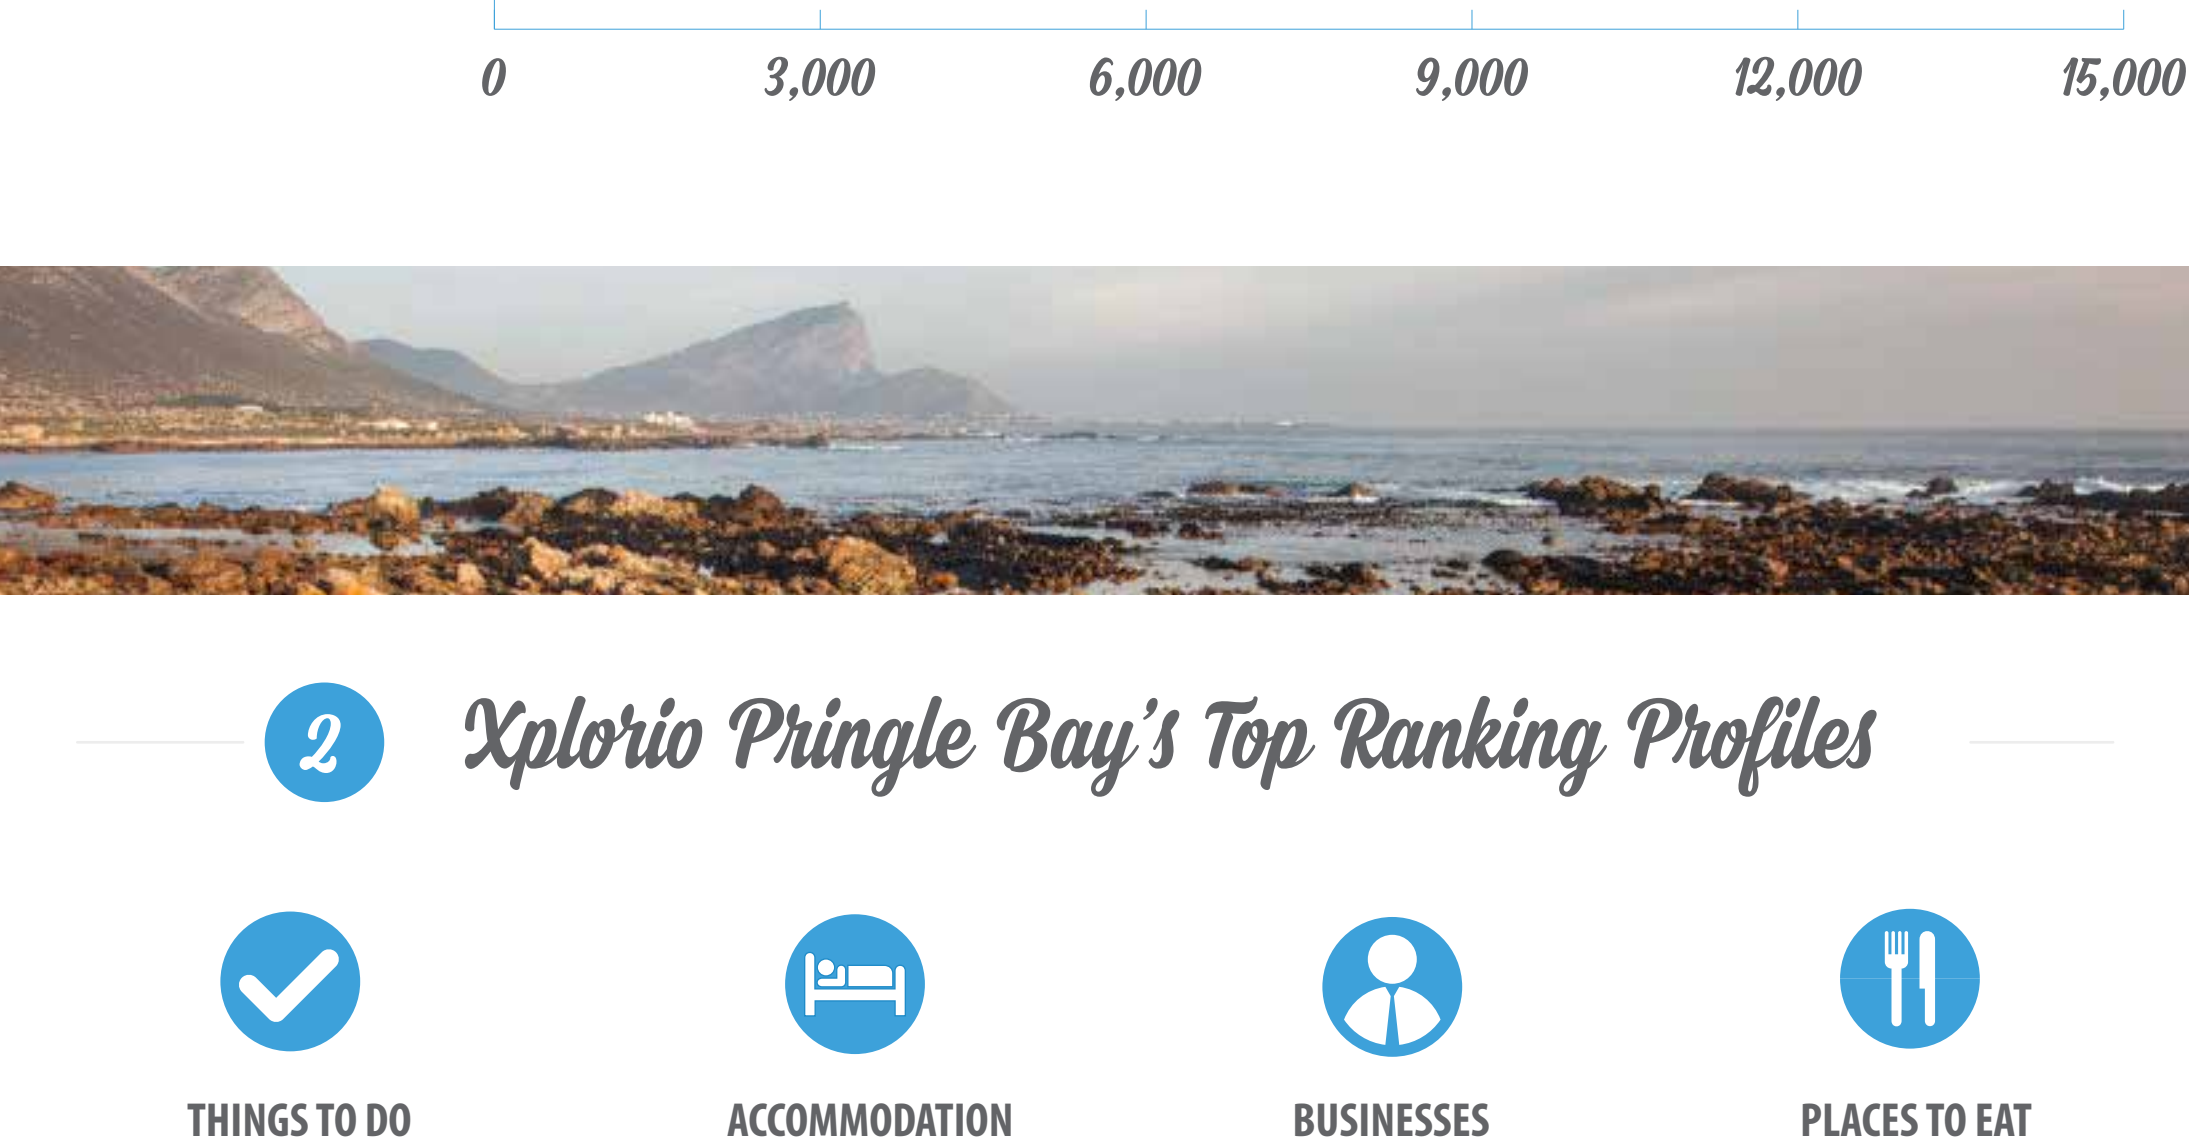 0 3,000 6,000 9,000 12,000 15,000
2 Xplorio Pringle Bay's Top Ranking Profiles
THINGS TO DO ACCOMMODATION BUSINESSES PLACES TO EAT